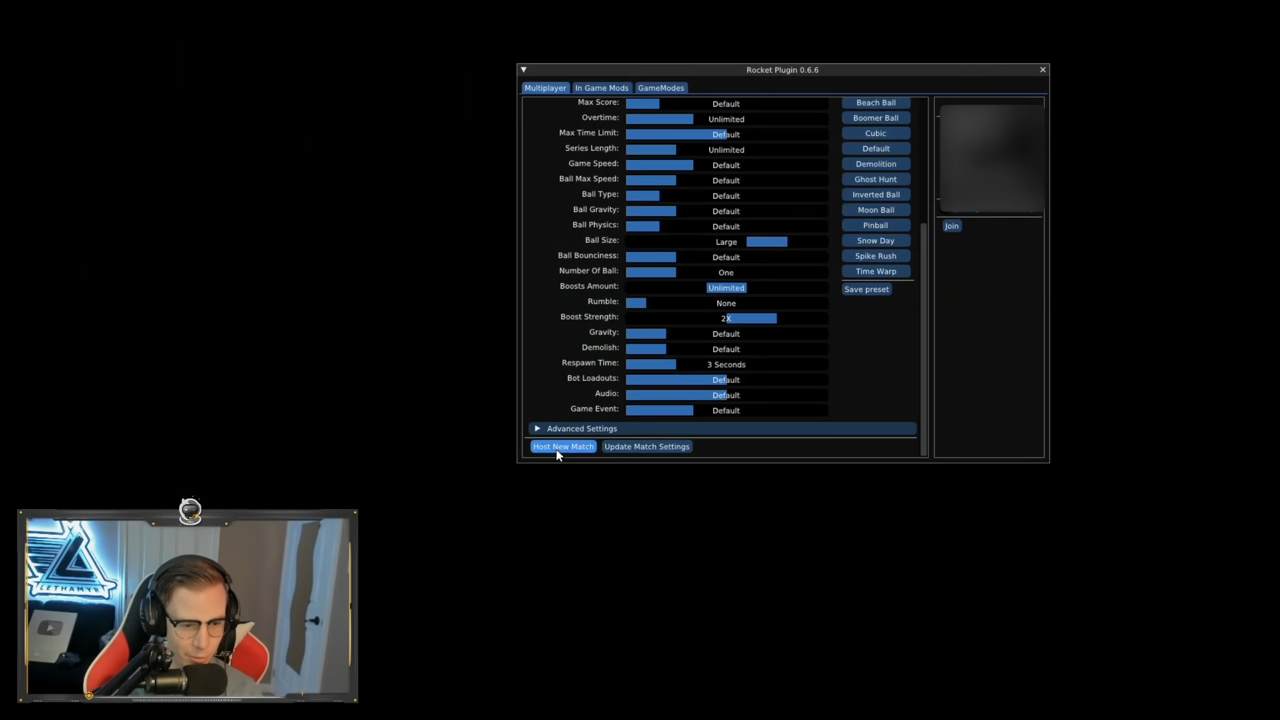 Rocket Plugin 0.6.6
Multiplayer
In Game Mods
GameModes
Max Score: Default
Overtime: Unlimited
Max Time Limit: Default
Series Length: Unlimited
Game Speed: Default
Ball Max Speed: Default
Ball Type: Default
Ball Gravity: Default
Ball Physics: Default
Ball Size: Large
Ball Bounciness: Default
Number Of Ball: One
Boosts Amount: Unlimited
Rumble: None
Boost Strength: 2X
Gravity: Default
Demolish: Default
Respawn Time: 3 Seconds
Bot Loadouts: Default
Audio: Default
Game Event: Default
Advanced Settings
Host New Match
Update Match Settings
Beach Ball
Boomer Ball
Cubic
Default
Demolition
Ghost Hunt
Inverted Ball
Moon Ball
Pinball
Snow Day
Spike Rush
Time Warp
Save preset
Join
LETHAMYR